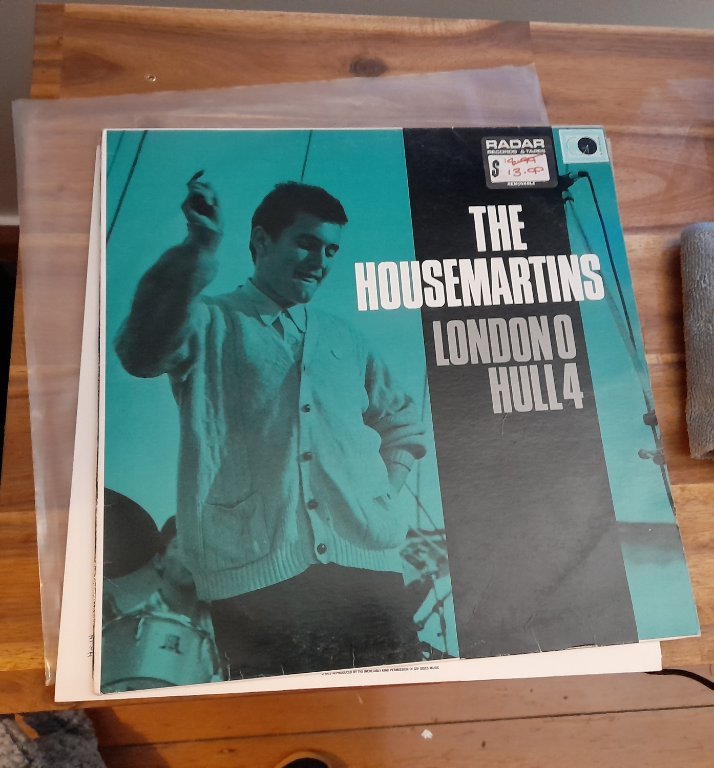 RADAR
RECORDS & TAPES
$
13.99
REMOVABLE
THE
HOUSEMARTINS
LONDON 0
HULL 4